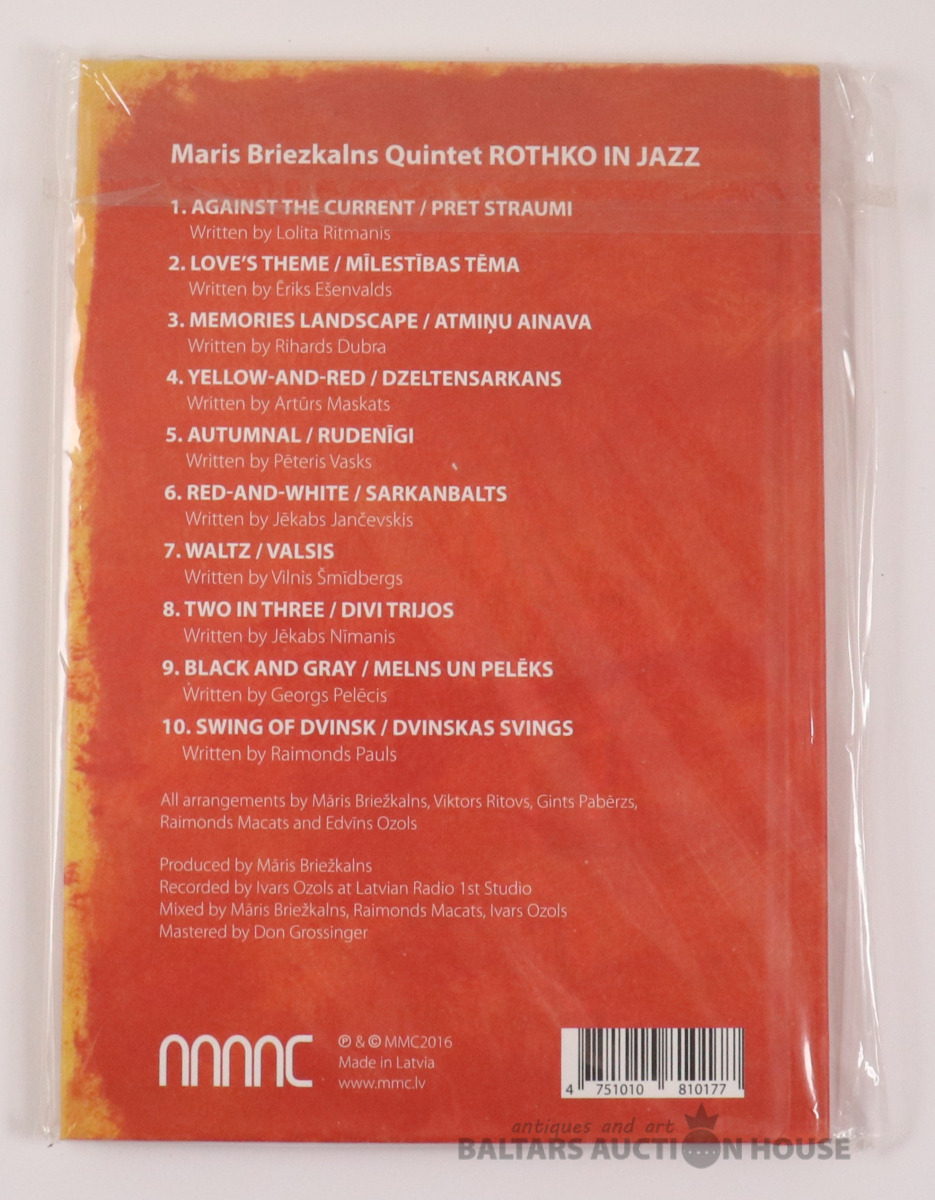 Maris Briezkalns Quintet ROTHKO IN JAZZ
1. AGAINST THE CURRENT / PRET STRAUMI
Written by Lolita Ritmanis
2. LOVE'S THEME / MĪLESTĪBAS TĒMA
Written by Ēriks Ešenvalds
3. MEMORIES LANDSCAPE / ATMIŅU AINAVA
Written by Rihards Dubra
4. YELLOW-AND-RED / DZELTENSARKANS
Written by Artūrs Maskats
5. AUTUMNAL / RUDENĪGI
Written by Pēteris Vasks
6. RED-AND-WHITE / SARKANBALTS
Written by Jēkabs Jančevskis
7. WALTZ / VALSIS
Written by Vilnis Šmīdbergs
8. TWO IN THREE / DIVI TRIJOS
Written by Jēkabs Nīmanis
9. BLACK AND GRAY / MELNS UN PELĒKS
Written by Georgs Pelēcis
10. SWING OF DVINSK / DVINSKAS SVINGS
Written by Raimonds Pauls
All arrangements by Māris Briežkalns, Viktors Ritovs, Gints Pabērzs,
Raimonds Macats and Edvīns Ozols
Produced by Māris Briežkalns
Recorded by Ivars Ozols at Latvian Radio 1st Studio
Mixed by Māris Briežkalns, Raimonds Macats, Ivars Ozols
Mastered by Don Grossinger
mmc
℗ & © MMC2016
Made in Latvia
www.mmc.lv
4 751010 810177
antiques and art
BALTARS AUCTION HOUSE